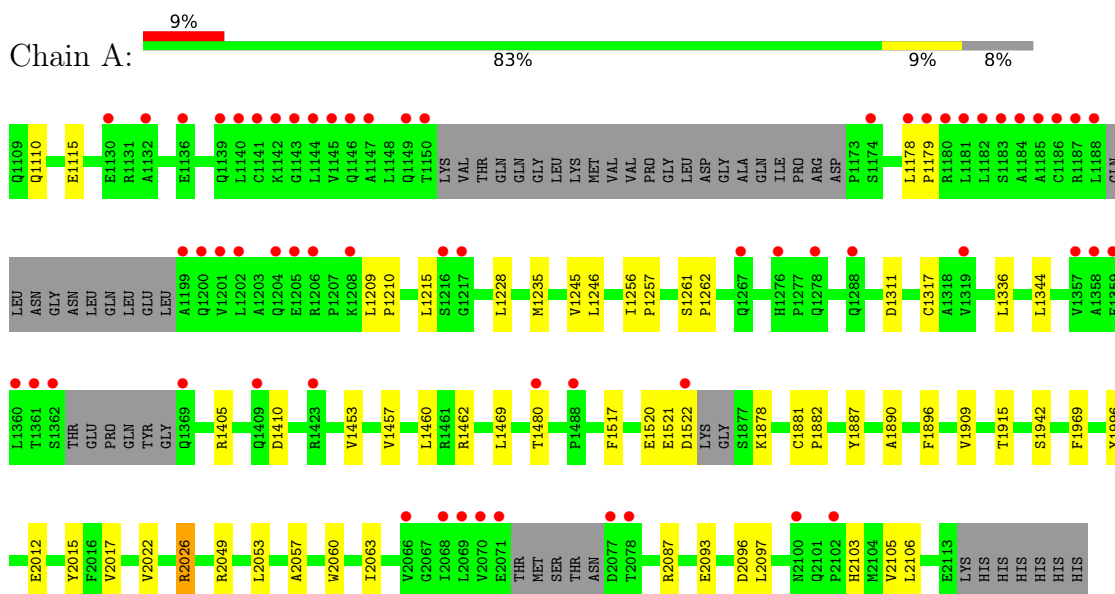 9%
Chain A:
83% 9% 8%
Q1109 Q1110 E1115 E1130 R1131 A1132 E1136 Q1139 L1140 C1141 K1142 G1143 L1144 V1145 Q1146 A1147 L1148 Q1149 T1150 LYS VAL THR GLN GLN GLY LEU LYS MET VAL VAL PRO GLY LEU ASP GLY ALA GLN ILE PRO ARG ASP P1173 S1174 L1178 P1179 R1180 L1181 L1182 S1183 A1184 A1185 C1186 R1187 L1188 GLN
LEU ASN GLY ASN LEU GLN LEU GLU LEU A1199 Q1200 V1201 L1202 A1203 Q1204 E1205 R1206 P1207 K1208 L1209 P1210 L1215 S1216 G1217 L1228 M1235 V1245 L1246 I1256 P1257 S1261 P1262 Q1267 H1276 P1277 Q1278 Q1288 D1311 C1317 A1318 V1319 L1336 L1344 V1357 A1358 E1359
L1360 T1361 S1362 THR GLU PRO GLN TYR GLY Q1369 R1405 Q1409 D1410 R1423 V1453 V1457 L1460 R1461 R1462 L1469 T1480 P1488 F1517 E1520 E1521 D1522 LYS GLY S1877 K1878 C1881 P1882 Y1887 A1890 F1896 V1909 T1915 S1942 F1969 Y1996
E2012 Y2015 F2016 V2017 V2022 R2026 R2049 L2053 A2057 W2060 I2063 V2066 G2067 I2068 L2069 V2070 E2071 THR MET SER THR ASN D2077 T2078 R2087 E2093 D2096 L2097 N2100 Q2101 P2102 H2103 M2104 V2105 L2106 E2113 LYS HIS HIS HIS HIS HIS HIS